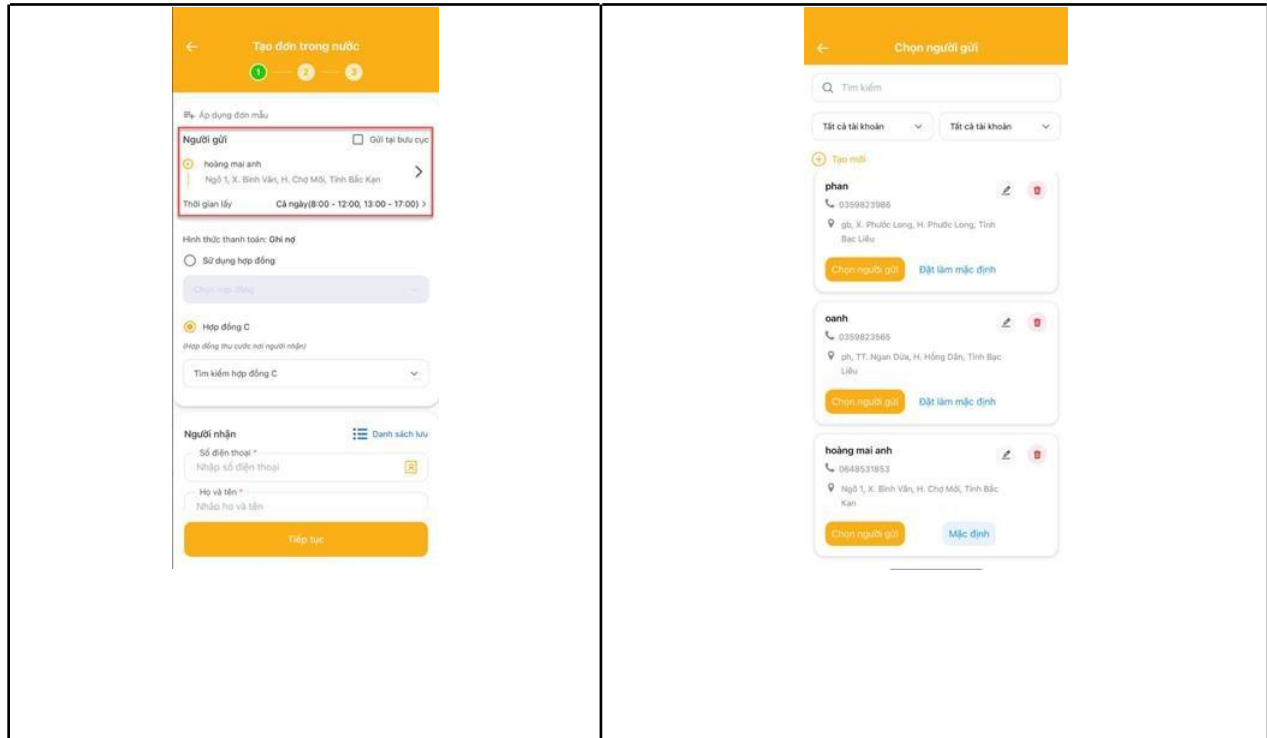 Tạo đơn trong nước
1 2 3
Áp dụng đơn mẫu
Người gửi Gửi tại bưu cục
hoàng mai anh
Ngõ 1, X. Bình Văn, H. Chợ Mới, Tỉnh Bắc Kạn
Thời gian lấy Cả ngày(8:00 - 12:00, 13:00 - 17:00)
Hình thức thanh toán: Ghi nợ
Sử dụng hợp đồng
Chọn hợp đồng
Hợp đồng C
(Hợp đồng thu cước nơi người nhận)
Tìm kiếm hợp đồng C
Người nhận Danh sách lưu
Số điện thoại *
Nhập số điện thoại
Họ và tên *
Nhập họ và tên
Tiếp tục
Chọn người gửi
Tìm kiếm
Tất cả tài khoản Tất cả tài khoản
Tạo mới
phan
0359823986
gb, X. Phước Long, H. Phước Long, Tỉnh
Bạc Liêu
Chọn người gửi Đặt làm mặc định
oanh
0359823565
ph, TT. Ngan Dừa, H. Hồng Dân, Tỉnh Bạc
Liêu
Chọn người gửi Đặt làm mặc định
hoàng mai anh
0648531853
Ngõ 1, X. Bình Văn, H. Chợ Mới, Tỉnh Bắc
Kạn
Chọn người gửi Mặc định